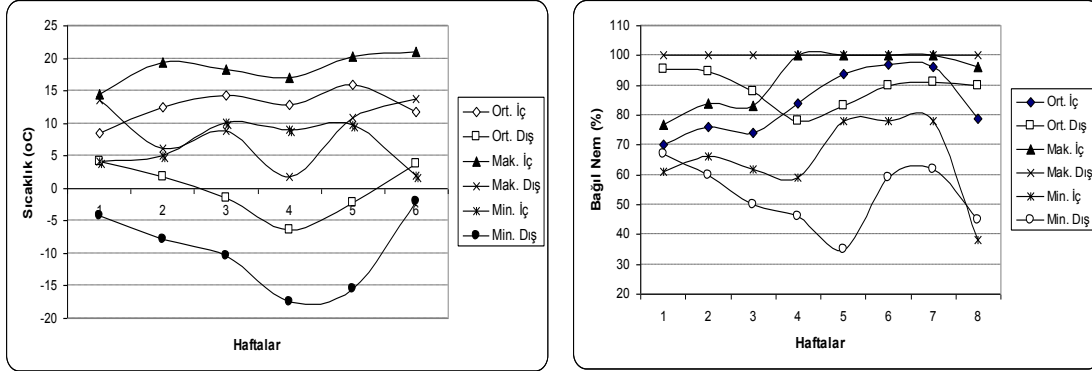 25
20
15
10
5
0
-5
-10
-15
-20
Sıcaklık (oC)
1 2 3 4 5 6
Haftalar
Ort. İç
Ort. Dış
Mak. İç
Mak. Dış
Min. İç
Min. Dış
110
100
90
80
70
60
50
40
30
20
Bağıl Nem (%)
1 2 3 4 5 6 7 8
Haftalar
Ort. İç
Ort. Dış
Mak. İç
Mak. Dış
Min. İç
Min. Dış